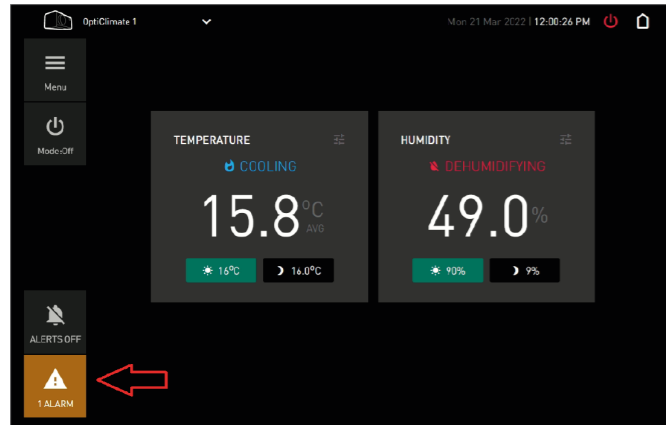 OptiClimate 1
Mon 21 Mar 2022 | 12:00:26 PM
Menu
Mode:Off
TEMPERATURE
COOLING
15.8°C
AVG
16°C
16.0°C
HUMIDITY
DEHUMIDIFYING
49.0%
90%
9%
ALERTS OFF
1 ALARM